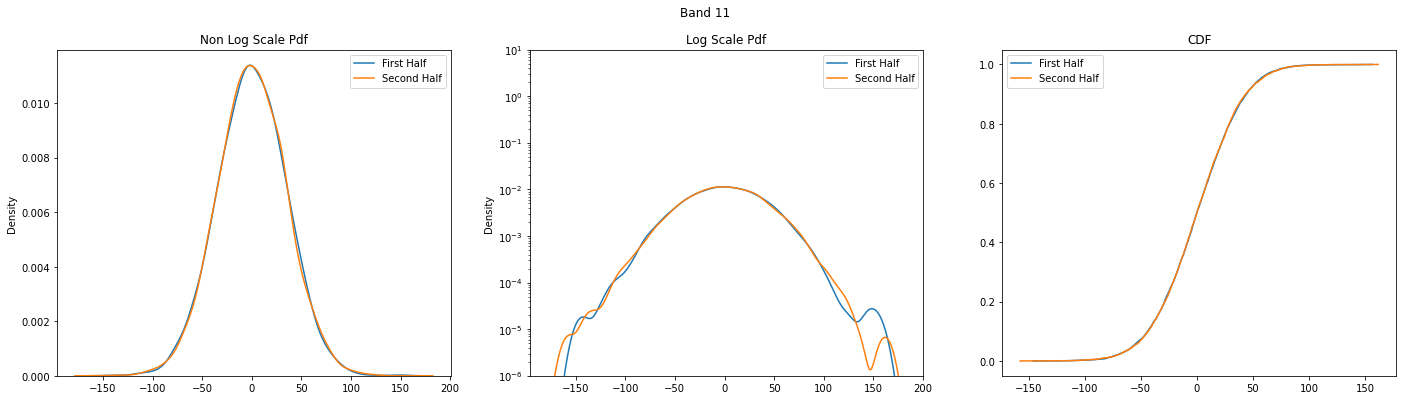 Band 11
Non Log Scale Pdf
First Half
Second Half
Density
0.010
0.008
0.006
0.004
0.002
0.000
−150 −100 −50 0 50 100 150 200
Log Scale Pdf
First Half
Second Half
Density
10^1
10^0
10^−1
10^−2
10^−3
10^−4
10^−5
10^−6
−150 −100 −50 0 50 100 150 200
CDF
First Half
Second Half
1.0
0.8
0.6
0.4
0.2
0.0
−150 −100 −50 0 50 100 150